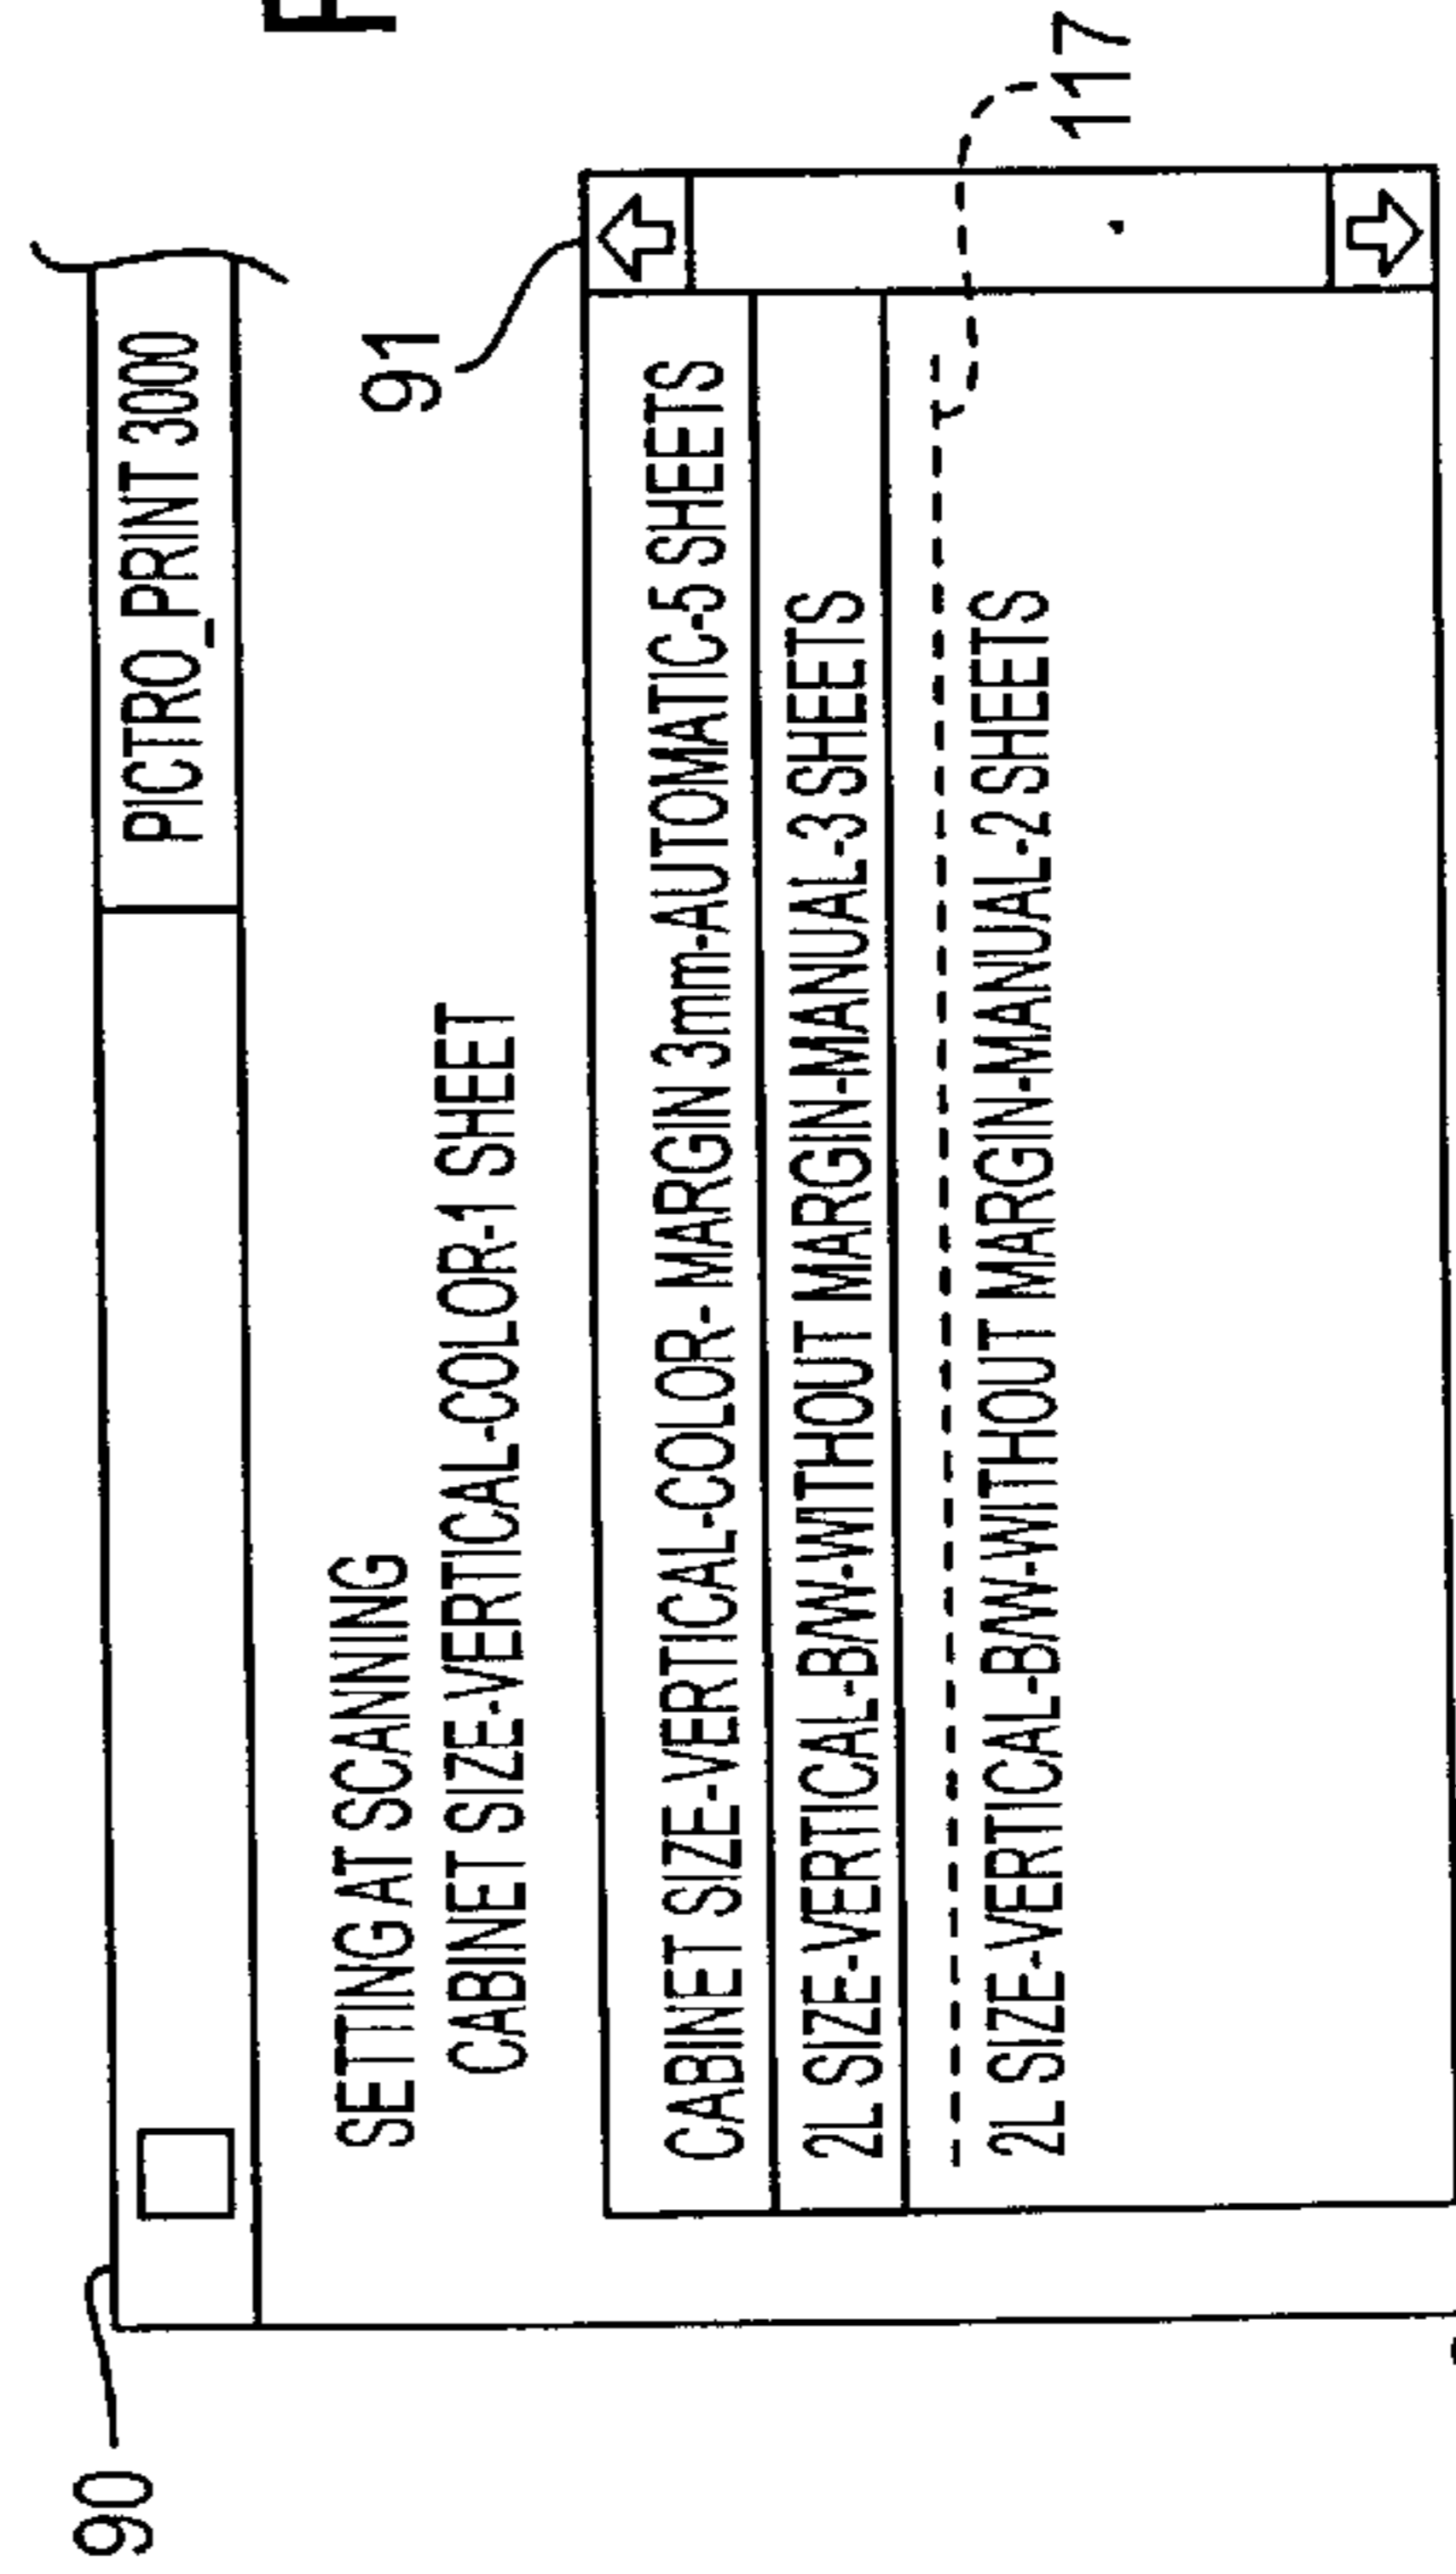 90
PICTRO_PRINT 3000
SETTING AT SCANNING
CABINET SIZE-VERTICAL-COLOR-1 SHEET
91
CABINET SIZE-VERTICAL-COLOR- MARGIN 3mm-AUTOMATIC-5 SHEETS
2L SIZE-VERTICAL-B/W-WITHOUT MARGIN-MANUAL-3 SHEETS
2L SIZE-VERTICAL-B/W-WITHOUT MARGIN-MANUAL-2 SHEETS
117